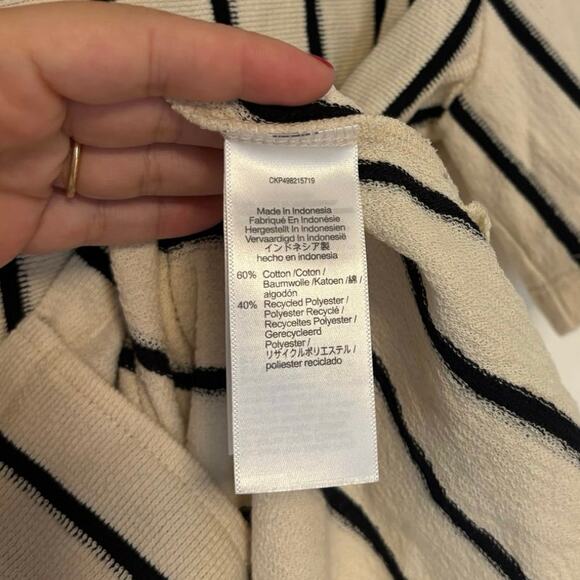 CKP498215719
Made In Indonesia
Fabriqué En Indonésie
Hergestellt In Indonesien
Vervaardigd In Indonesië
インドネシア製
hecho en indonesia
60% Cotton /Coton /
Baumwolle /Katoen /綿 /
algodón
40% Recycled Polyester /
Polyester Recyclé /
Recyceltes Polyester /
Gerecycleerd
Polyester /
リサイクルポリエステル /
poliester reciclado